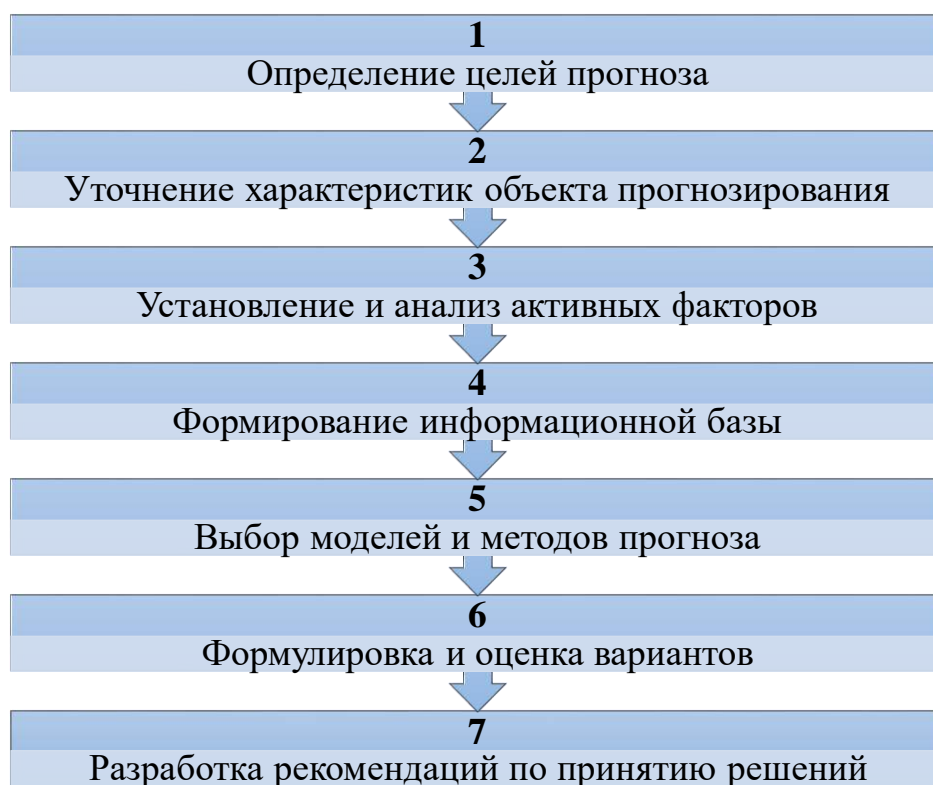 1
Определение целей прогноза
2
Уточнение характеристик объекта прогнозирования
3
Установление и анализ активных факторов
4
Формирование информационной базы
5
Выбор моделей и методов прогноза
6
Формулировка и оценка вариантов
7
Разработка рекомендаций по принятию решений